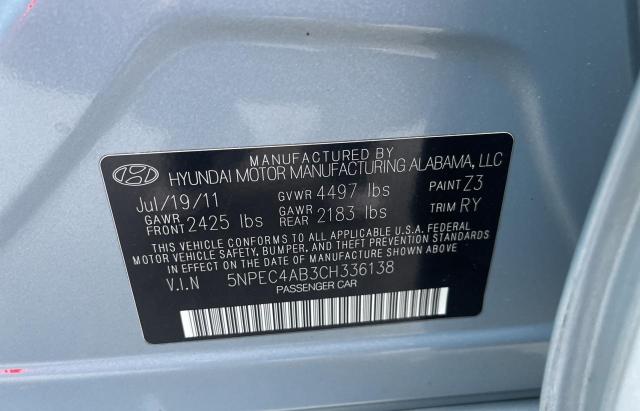 MANUFACTURED BY
HYUNDAI MOTOR MANUFACTURING ALABAMA, LLC
Jul/19/11 GVWR 4497 lbs PAINT Z3
GAWR FRONT 2425 lbs GAWR REAR 2183 lbs TRIM RY
THIS VEHICLE CONFORMS TO ALL APPLICABLE U.S.A. FEDERAL
MOTOR VEHICLE SAFETY, BUMPER, AND THEFT PREVENTION
STANDARDS IN EFFECT ON THE DATE OF MANUFACTURE SHOWN ABOVE
V.I.N 5NPEC4AB3CH336138
PASSENGER CAR